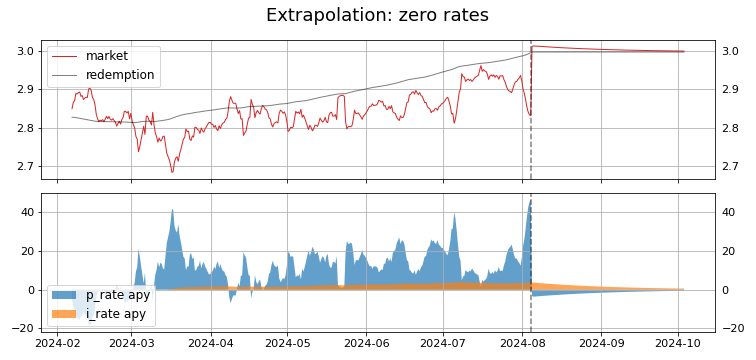 Extrapolation: zero rates
3.0 3.0
market
redemption
2.9 2.9
2.8 2.8
2.7 2.7
40 40
20 20
0 0
p_rate apy
i_rate apy
−20 −20
2024-02 2024-03 2024-04 2024-05 2024-06 2024-07 2024-08 2024-09 2024-10